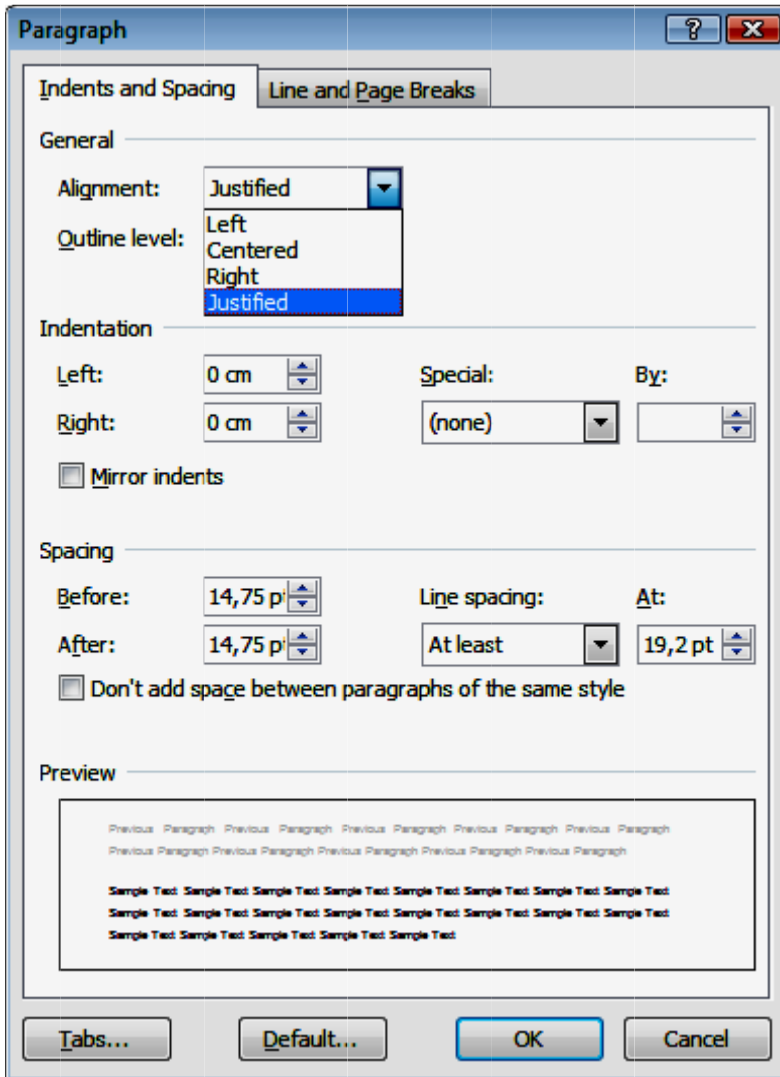 Paragraph
Indents and Spacing Line and Page Breaks
General
Alignment: Justified
Left
Outline level:
Centered
Right
Justified
Indentation
Left: 0 cm Special: By:
Right: 0 cm (none)
Mirror indents
Spacing
Before: 14,75 p Line spacing: At:
After: 14,75 p At least 19,2 pt
Don't add space between paragraphs of the same style
Preview
Previous Paragraph Previous Paragraph Previous Paragraph Previous Paragraph Previous Paragraph
Previous Paragraph Previous Paragraph Previous Paragraph Previous Paragraph Previous Paragraph
Sample Text Sample Text Sample Text Sample Text Sample Text Sample Text Sample Text Sample Text
Sample Text Sample Text Sample Text Sample Text Sample Text Sample Text Sample Text Sample Text
Sample Text Sample Text Sample Text Sample Text Sample Text
Tabs... Default... OK Cancel